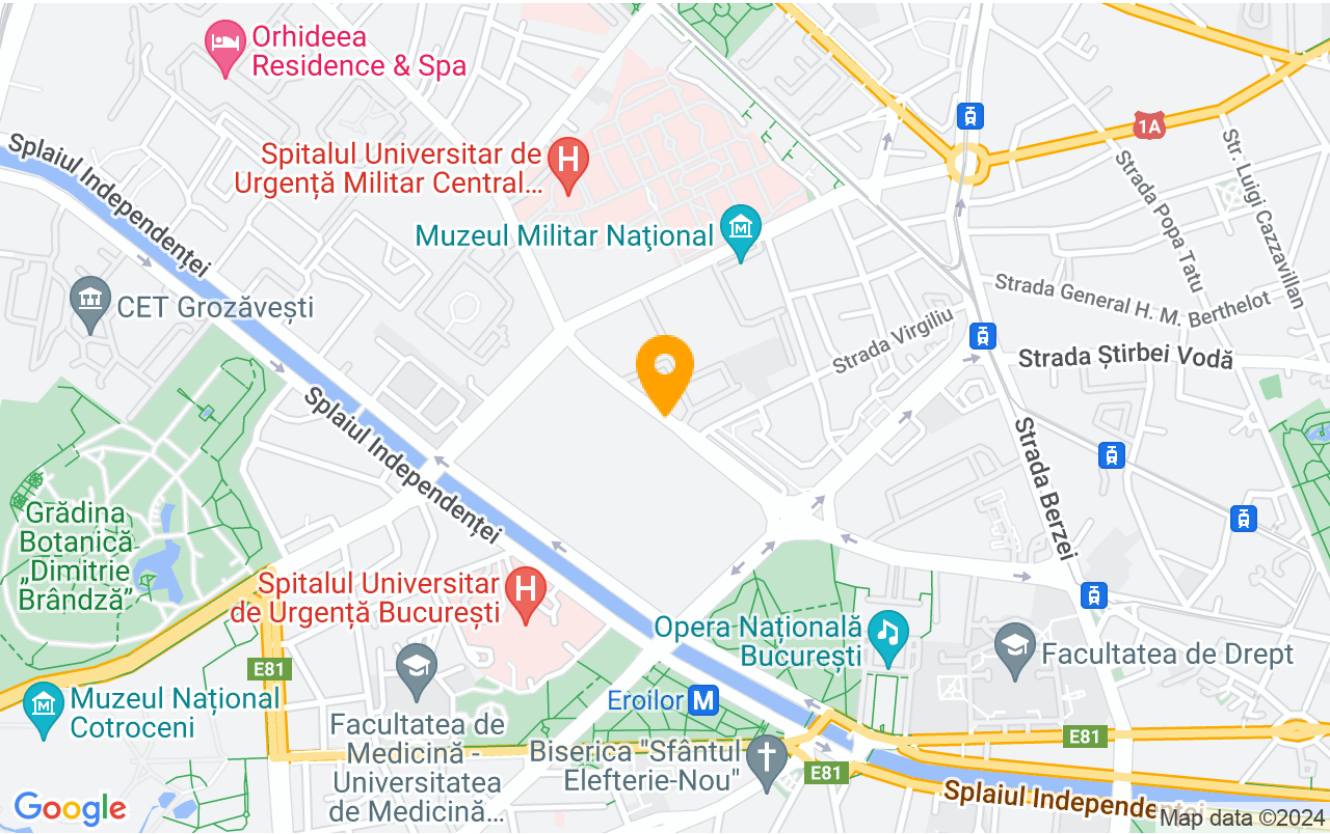 Orhideea
Residence & Spa
1A
Splaiul Independenței
Spitalul Universitar de
Urgență Militar Central...
H
Str. Luigi Cazzavillan
Strada Popa Tatu
Muzeul Militar Naţional
M
CET Grozăvești
Strada General H. M. Berthelot
Strada Virgiliu
Strada Știrbei Vodă
Splaiul Independenței
Strada Berzei
Grădina
Botanică
„Dimitrie
Brândză”
Spitalul Universitar
de Urgență București
H
Opera Națională
București
Facultatea de Drept
E81
Muzeul Național
Cotroceni
M
Eroilor M
Facultatea de
Medicină -
Universitatea
de Medicină...
Biserica "Sfântul
Elefterie-Nou"
E81
E81
Splaiul Independenței
Google
Map data ©2024